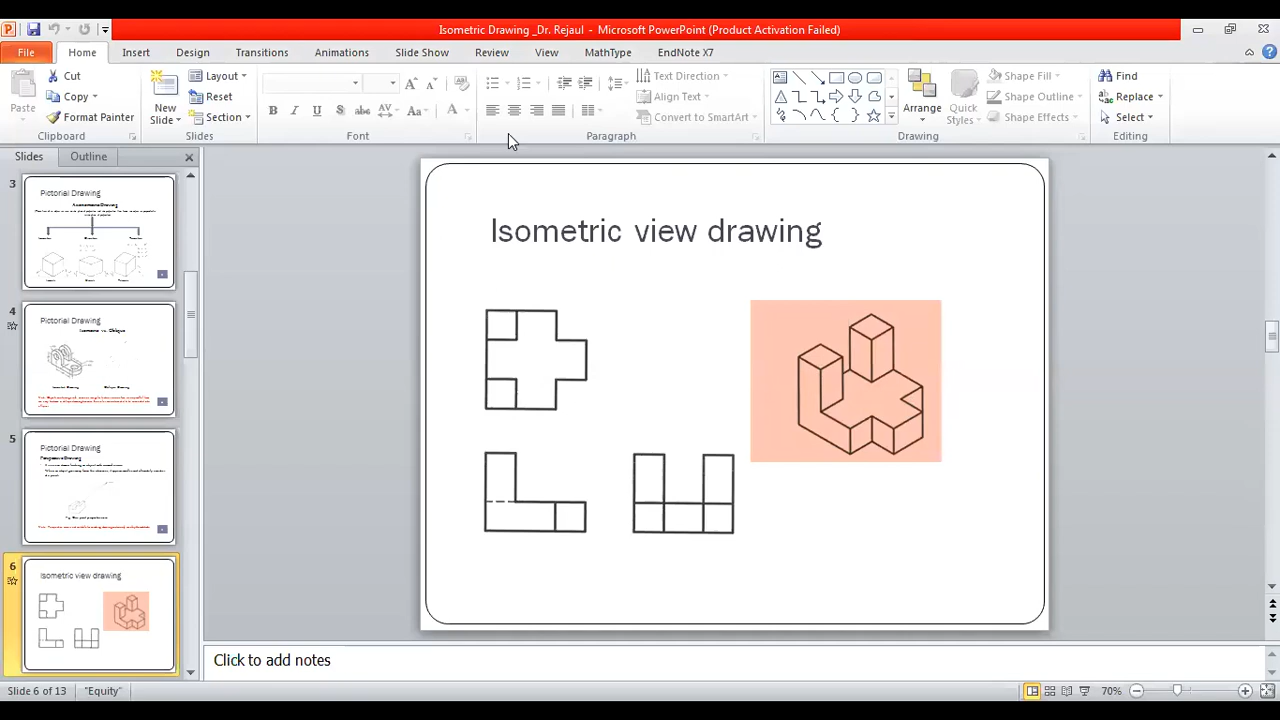 Isometric Drawing _Dr. Rejaul - Microsoft PowerPoint (Product Activation Failed)
File Home Insert Design Transitions Animations Slide Show Review View MathType EndNote X7
Paste
Cut
Copy
Format Painter
Clipboard
New Slide
Layout
Reset
Section
Slides
Font
Text Direction
Align Text
Convert to SmartArt
Paragraph
Arrange
Quick Styles
Shape Fill
Shape Outline
Shape Effects
Drawing
Find
Replace
Select
Editing
Slides Outline
3
Pictorial Drawing
4
Pictorial Drawing
Isometric vs. Oblique
5
Pictorial Drawing
6
Isometric view drawing
Isometric view drawing
Click to add notes
Slide 6 of 13 "Equity" 70%